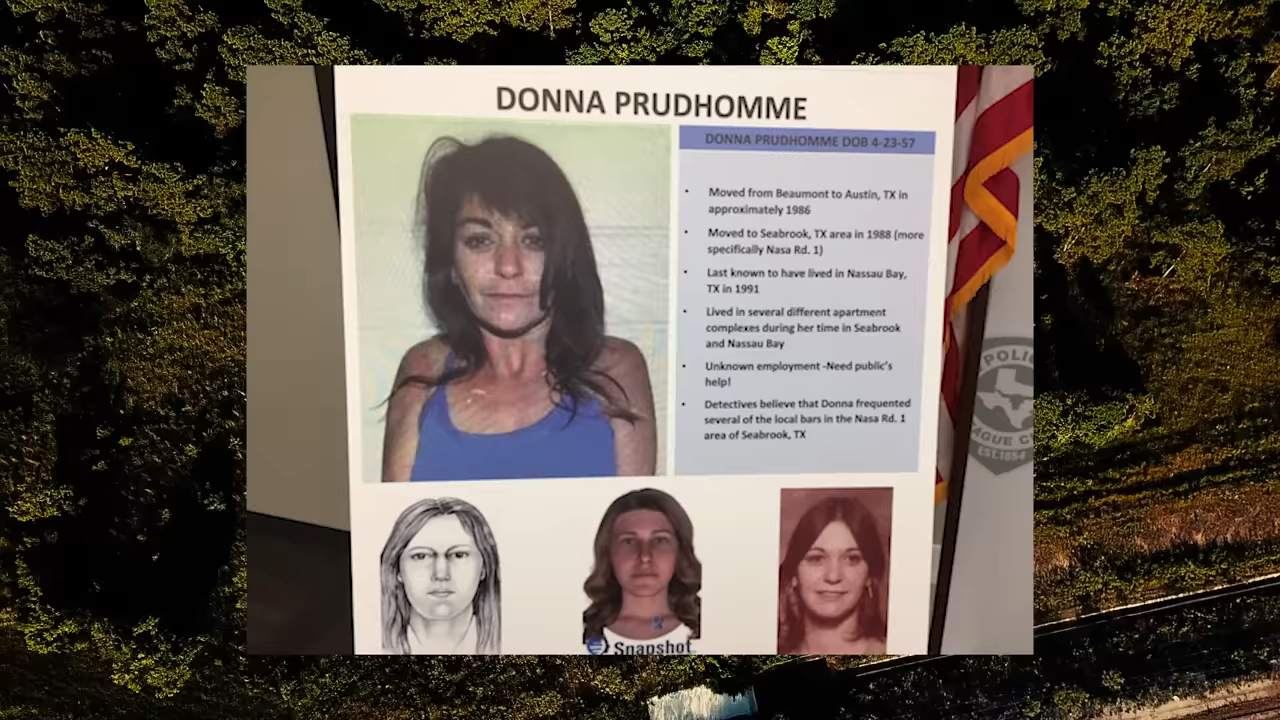 DONNA PRUDHOMME
DONNA PRUDHOMME DOB 4-23-57
• Moved from Beaumont to Austin, TX in
approximately 1986
• Moved to Seabrook, TX area in 1988 (more
specifically Nasa Rd. 1)
• Last known to have lived in Nassau Bay,
TX in 1991
• Lived in several different apartment
complexes during her time in Seabrook
and Nassau Bay
• Unknown employment -Need public's
help!
• Detectives believe that Donna frequented
several of the local bars in the Nasa Rd. 1
area of Seabrook, TX
Snapshot
EST.1854